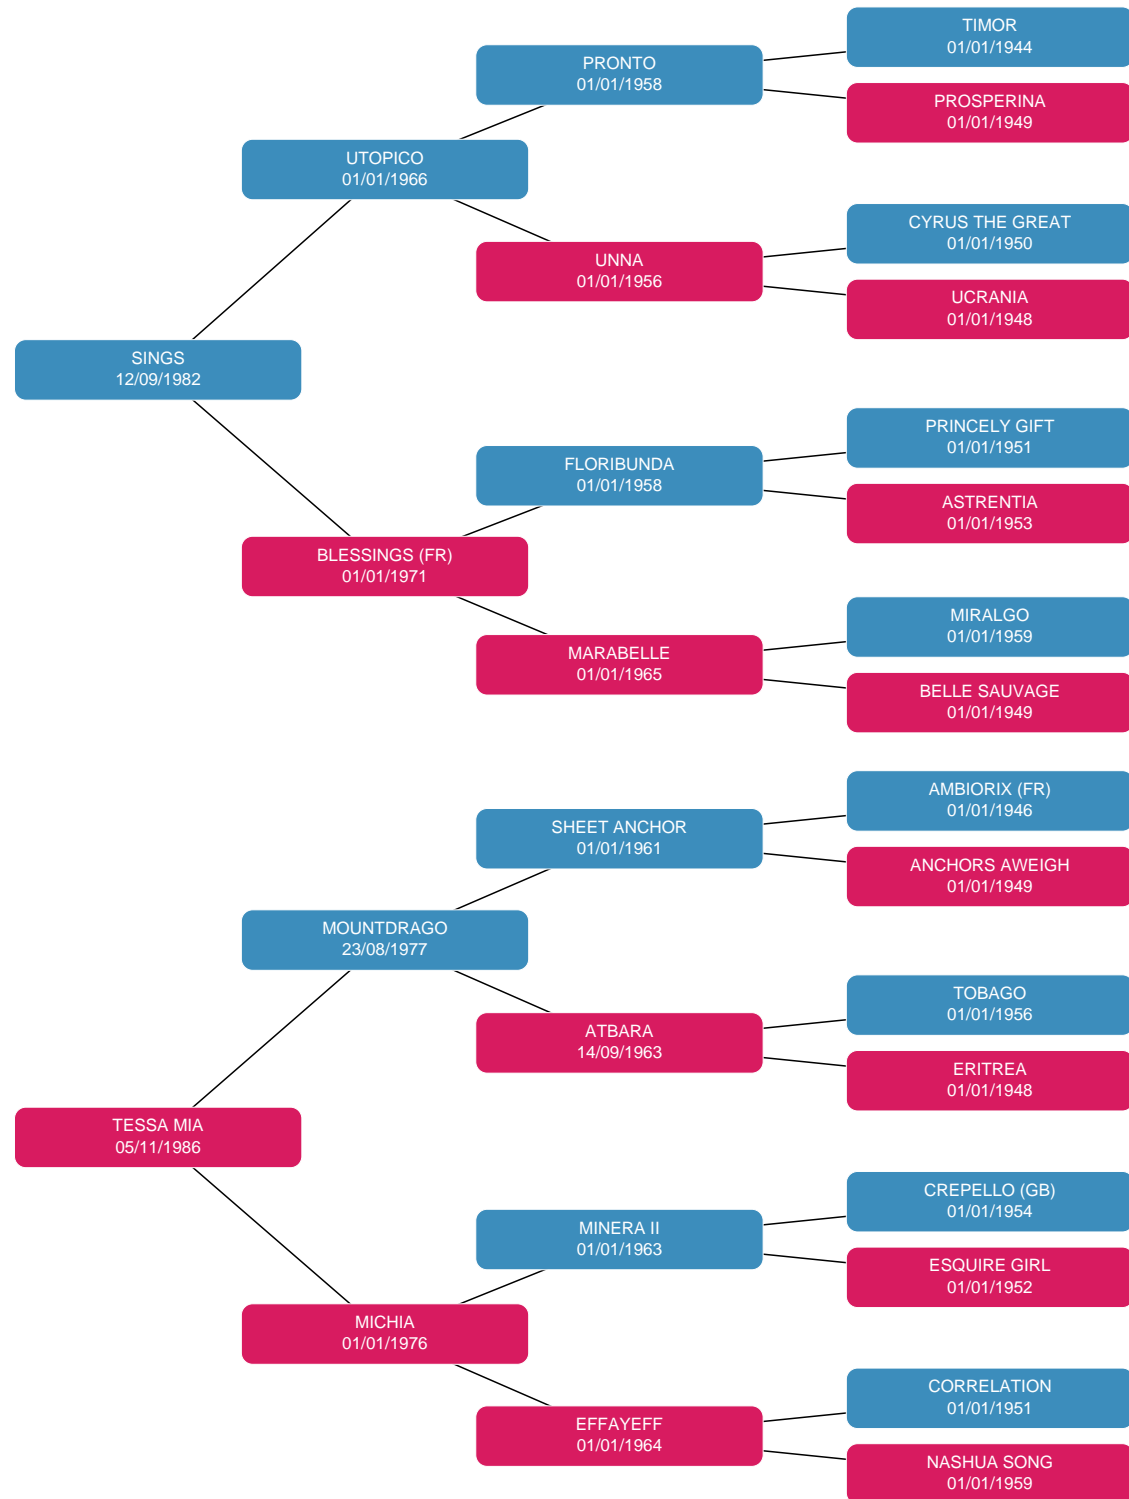 TIMOR
01/01/1944
PRONTO
01/01/1958
PROSPERINA
01/01/1949
UTOPICO
01/01/1966
CYRUS THE GREAT
01/01/1950
UNNA
01/01/1956
UCRANIA
01/01/1948
SINGS
12/09/1982
PRINCELY GIFT
01/01/1951
FLORIBUNDA
01/01/1958
ASTRENTIA
01/01/1953
BLESSINGS (FR)
01/01/1971
MIRALGO
01/01/1959
MARABELLE
01/01/1965
BELLE SAUVAGE
01/01/1949
AMBIORIX (FR)
01/01/1946
SHEET ANCHOR
01/01/1961
ANCHORS AWEIGH
01/01/1949
MOUNTDRAGO
23/08/1977
TOBAGO
01/01/1956
ATBARA
14/09/1963
ERITREA
01/01/1948
TESSA MIA
05/11/1986
CREPELLO (GB)
01/01/1954
MINERA II
01/01/1963
ESQUIRE GIRL
01/01/1952
MICHIA
01/01/1976
CORRELATION
01/01/1951
EFFAYEFF
01/01/1964
NASHUA SONG
01/01/1959